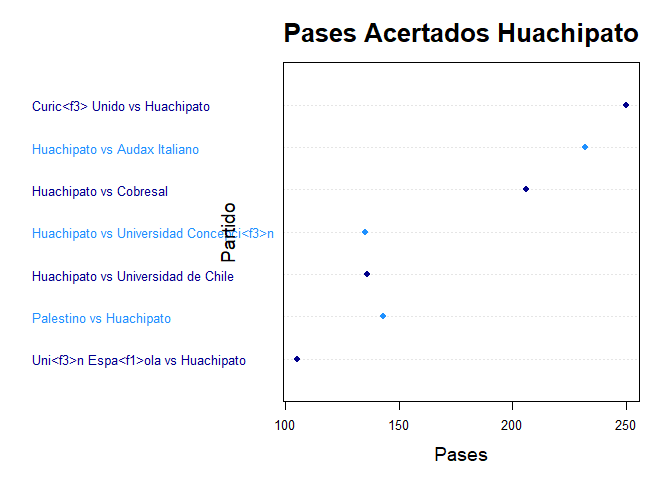 Pases Acertados Huachipato
Curic<f3> Unido vs Huachipato
Huachipato vs Audax Italiano
Huachipato vs Cobresal
Huachipato vs Universidad Concepci<f3>n
Huachipato vs Universidad de Chile
Palestino vs Huachipato
Uni<f3>n Espa<f1>ola vs Huachipato
Partido
100 150 200 250
Pases